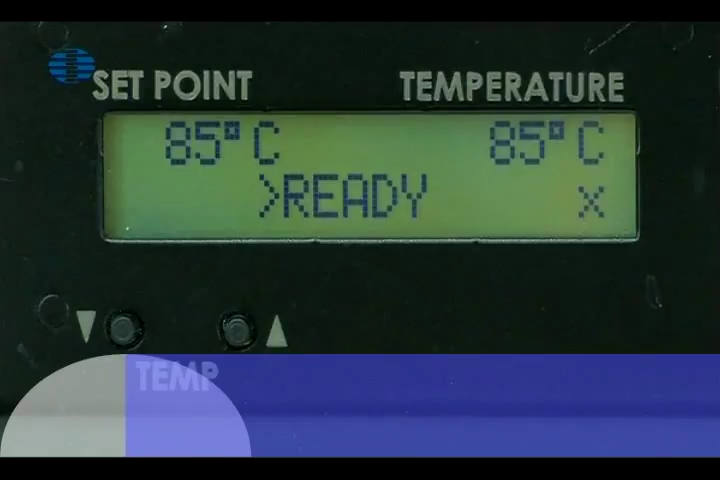 SET POINT TEMPERATURE
85°C 85°C
>READY x
▼ ▲
TEMP